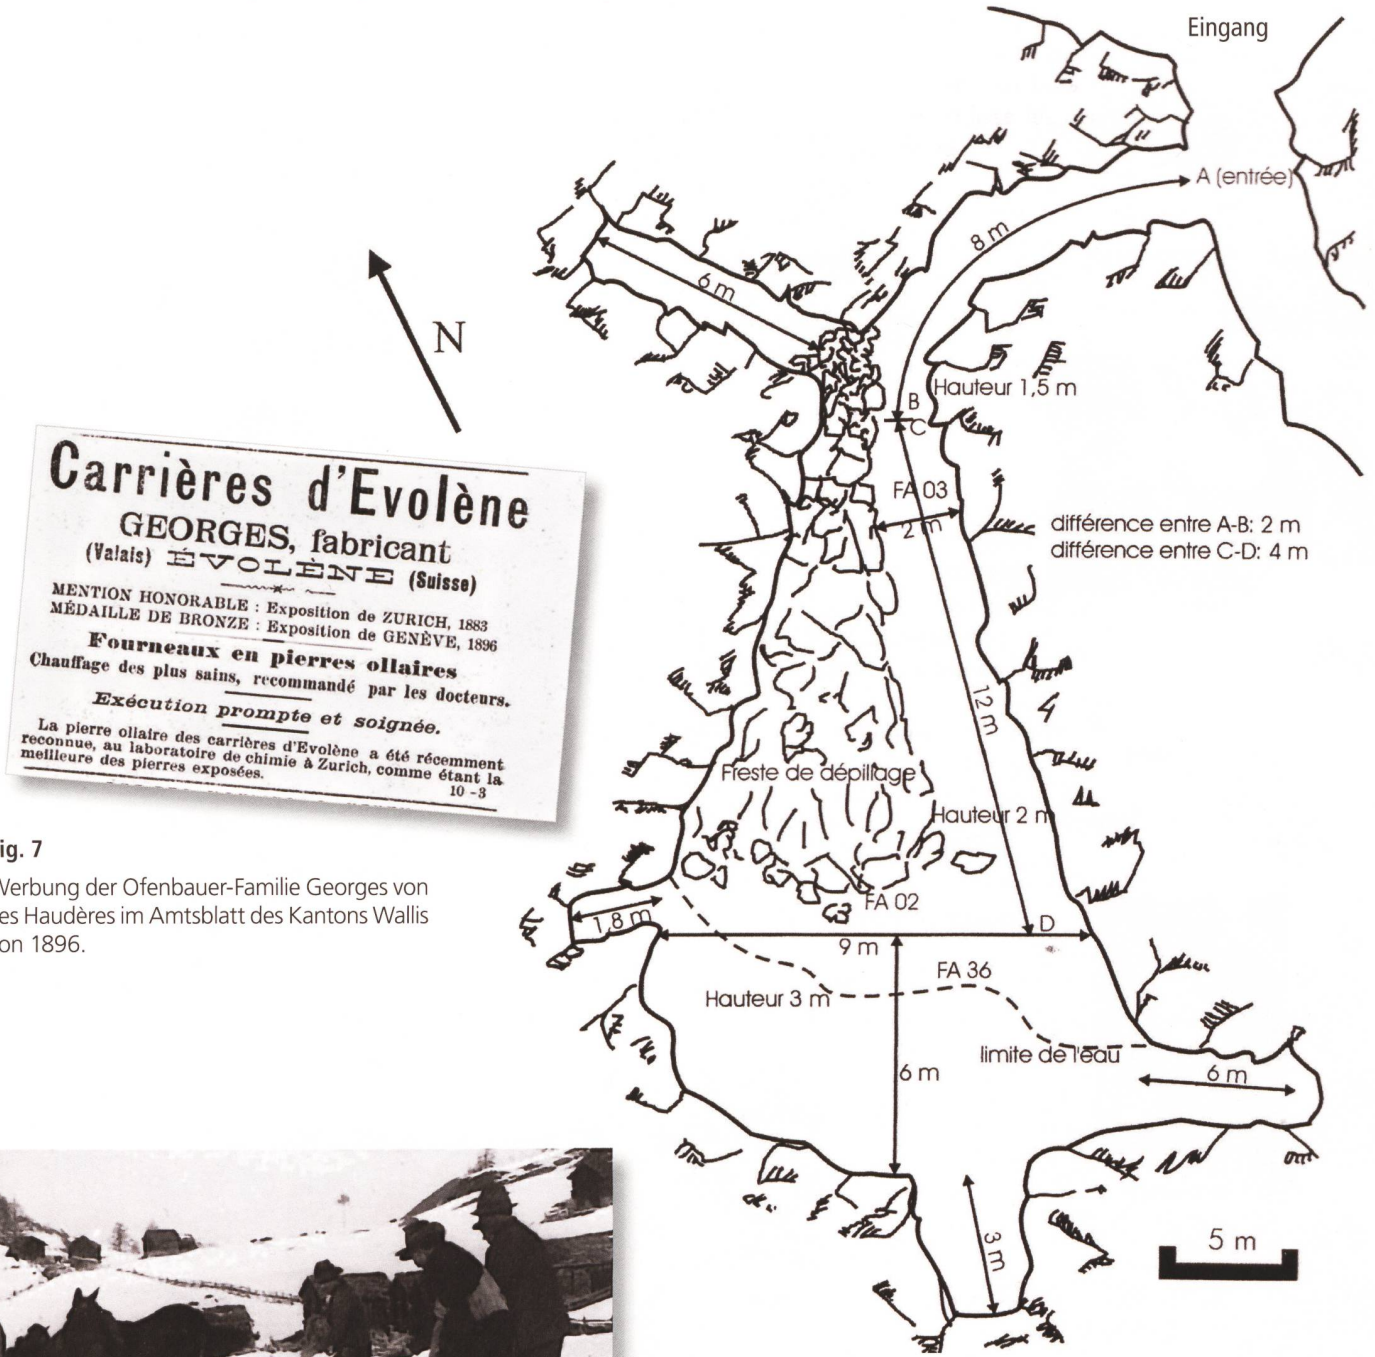 Eingang
A (entrée)
8 m
6 m
N
Hauteur 1,5 m
B
C
FA 03
2 m
différence entre A-B: 2 m
différence entre C-D: 4 m
12 m
Freste de dépillage
Hauteur 2 m
FA 02
1,8 m
D
9 m
FA 36
Hauteur 3 m
limite de l'eau
6 m
6 m
3 m
5 m
Carrières d'Evolène
GEORGES, fabricant
(Valais) ÉVOLÈNE (Suisse)
MENTION HONORABLE : Exposition de ZURICH, 1883
MÉDAILLE DE BRONZE : Exposition de GENÈVE, 1896
Fourneaux en pierres ollaires
Chauffage des plus sains, recommandé par les docteurs.
Exécution prompte et soignée.
La pierre ollaire des carrières d'Evolène a été récemment
reconnue, au laboratoire de chimie à Zurich, comme étant la
meilleure des pierres exposées.
10 - 3
ig. 7
Werbung der Ofenbauer-Familie Georges von
es Haudères im Amtsblatt des Kantons Wallis
on 1896.